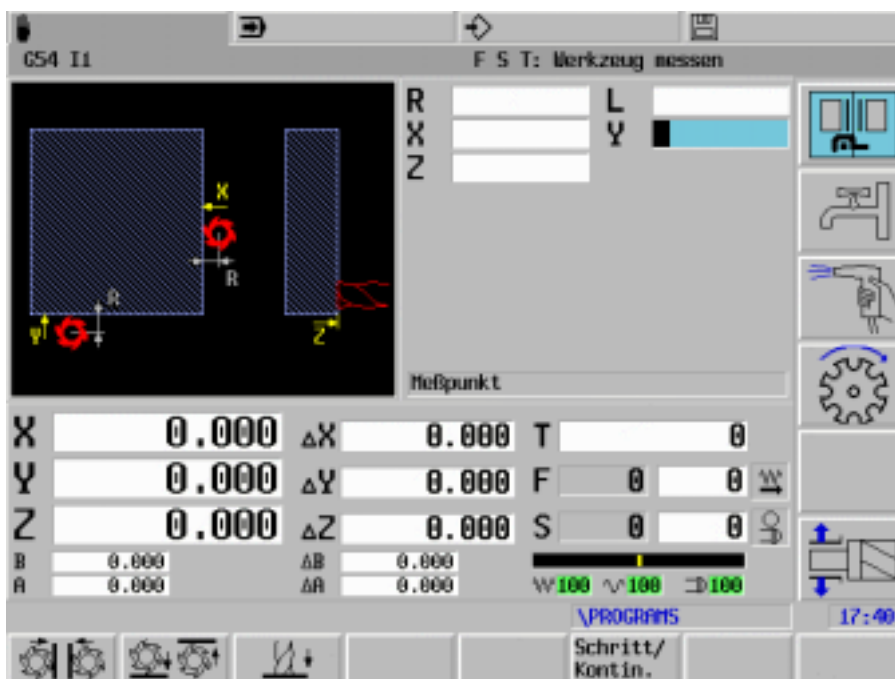 G54 I1 F S T: Werkzeug messen
R L
X Y
Z
X
R
R
Y
Z
Meßpunkt
X 0.000 ΔX 0.000 T 0
Y 0.000 ΔY 0.000 F 0 0
Z 0.000 ΔZ 0.000 S 0 0
B 0.000 ΔB 0.000
A 0.000 ΔA 0.000 100 100 100
\PROGRAMS 17:40
Schritt/
Kontin.